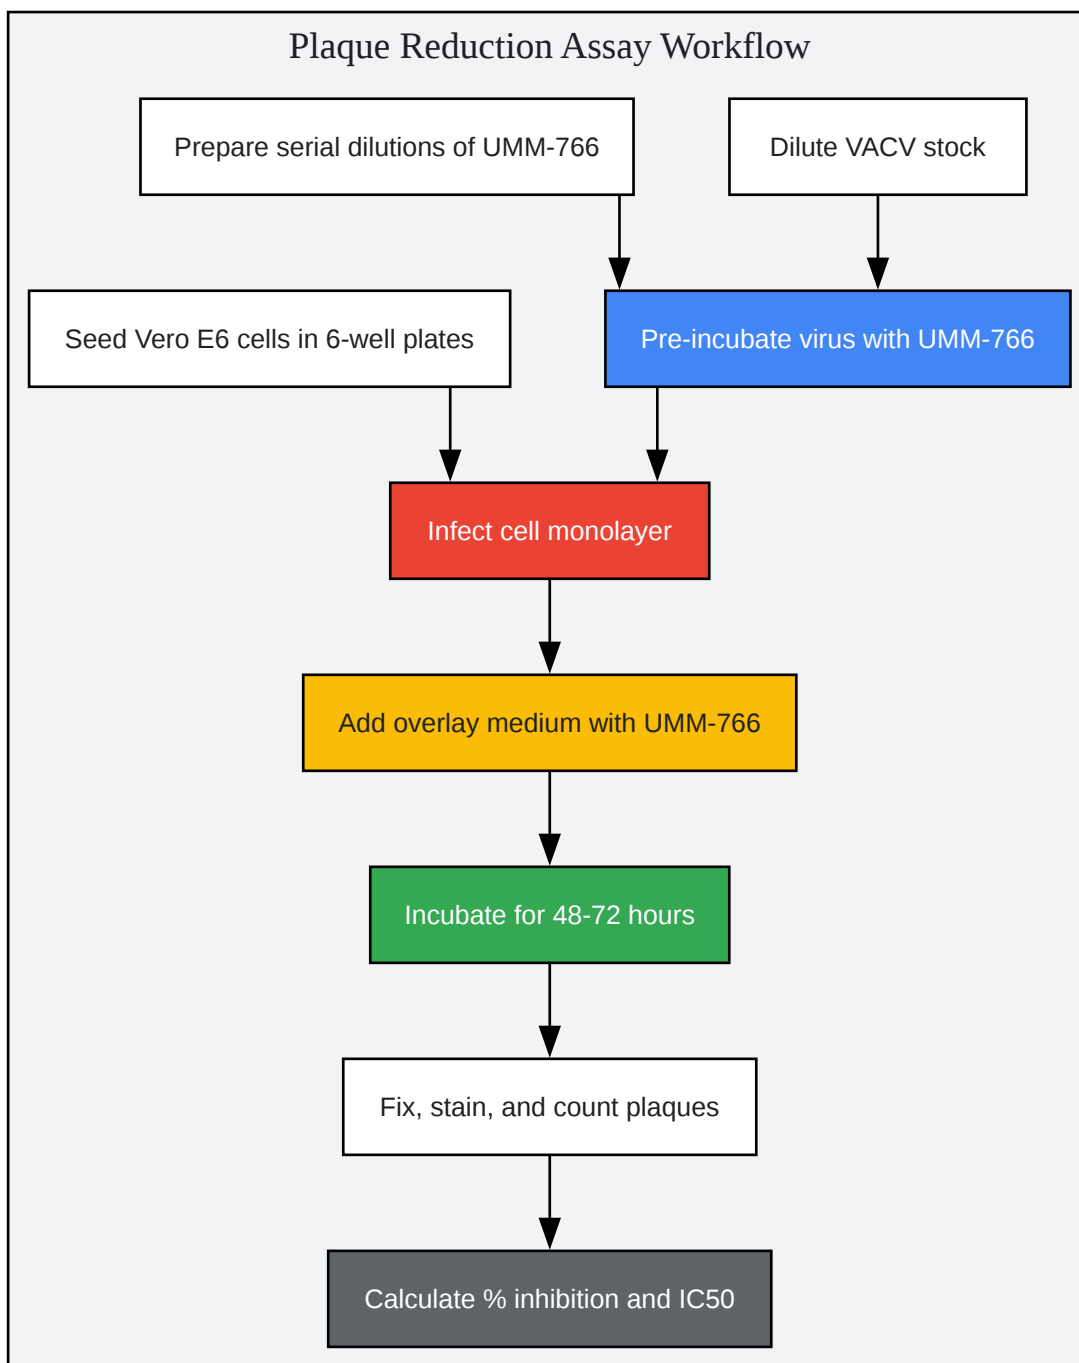 Plaque Reduction Assay Workflow
Prepare serial dilutions of UMM-766
Dilute VACV stock
Seed Vero E6 cells in 6-well plates
Pre-incubate virus with UMM-766
Infect cell monolayer
Add overlay medium with UMM-766
Incubate for 48-72 hours
Fix, stain, and count plaques
Calculate % inhibition and IC50